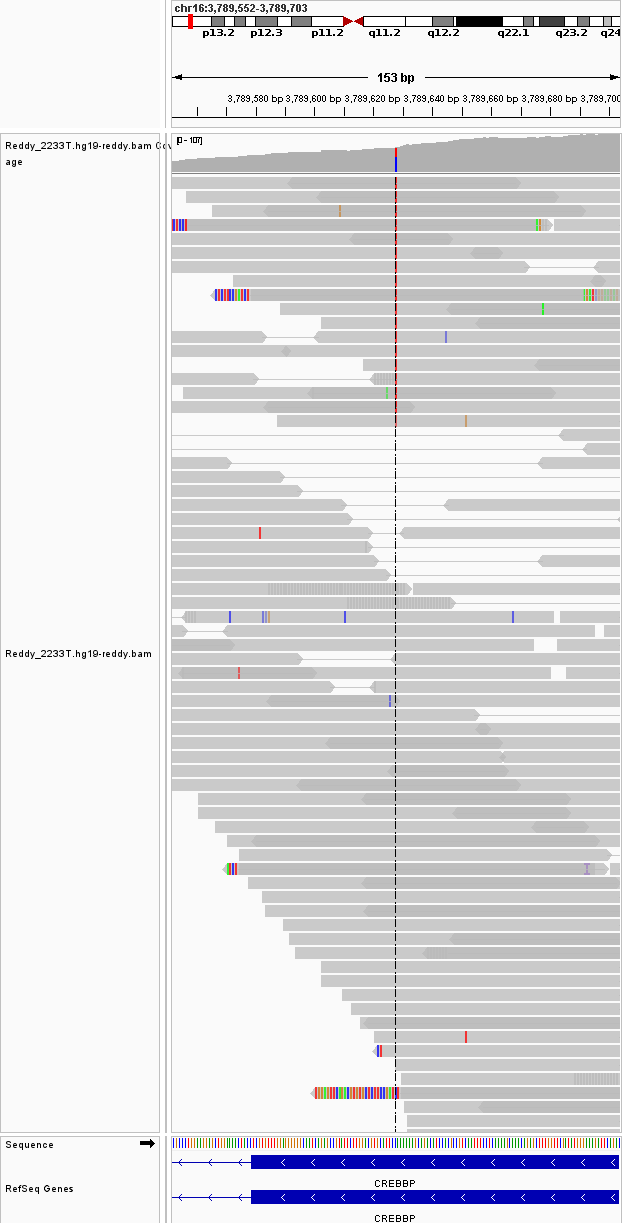 chr16:3,789,552-3,789,703
p13.2 p12.3 p11.2 q11.2 q12.2 q22.1 q23.2 q24
153 bp
3,789,580 bp 3,789,600 bp 3,789,620 bp 3,789,640 bp 3,789,660 bp 3,789,680 bp 3,789,700
[0 - 107]
Reddy_2233T.hg19-reddy.bam Cov
age
Reddy_2233T.hg19-reddy.bam
Sequence
CREBBP
RefSeq Genes
CREBBP